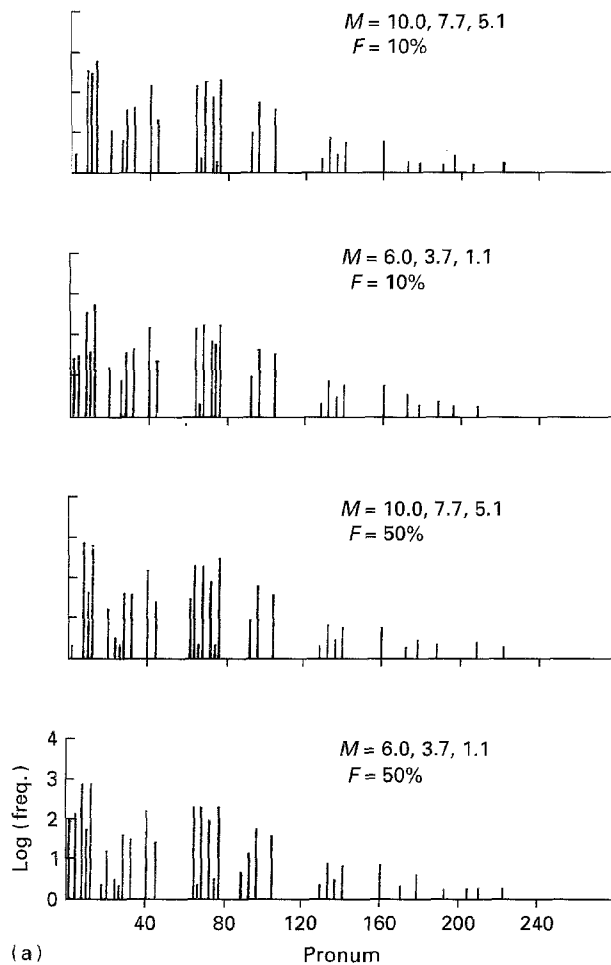 M = 10.0, 7.7, 5.1
F = 10%
M = 6.0, 3.7, 1.1
F = 10%
M = 10.0, 7.7, 5.1
F = 50%
M = 6.0, 3.7, 1.1
F = 50%
4
3
2
1
0
Log (freq.)
40 80 120 160 200 240
(a) Pronum